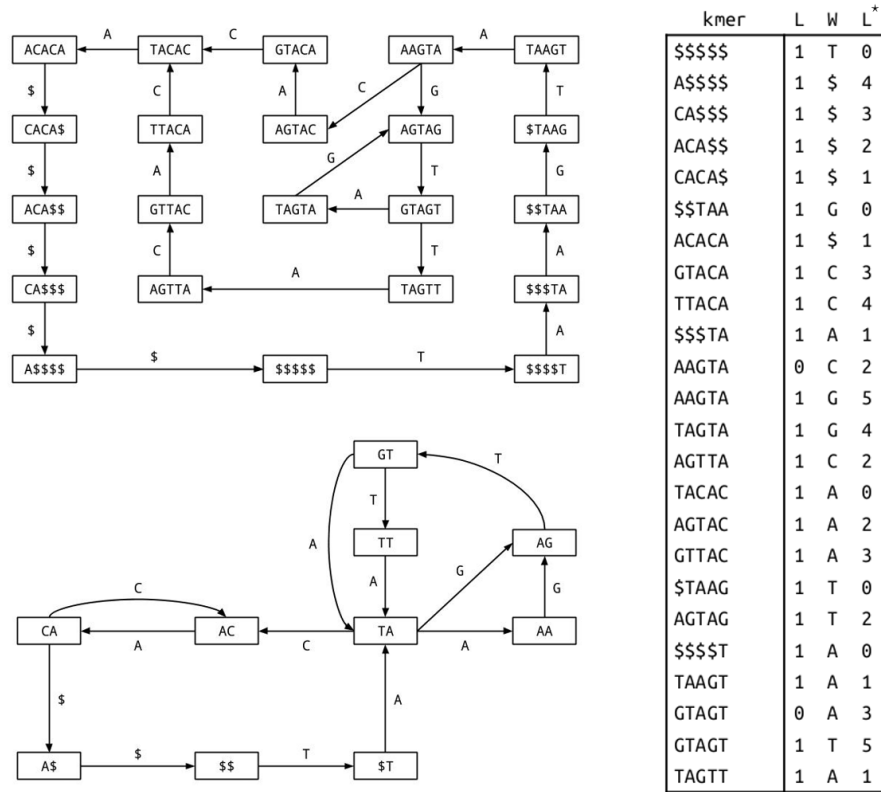 A C A
ACACA TACAC GTACA AAGTA TAAGT
$ C A C G T
CACA$ TTACA AGTAC AGTAG $TAAG
$ A G T G
ACA$$ GTTAC TAGTA A GTAGT $$TAA
$ C T A
CA$$$ AGTTA A TAGTT $$$TA
$ A
A$$$$ $ $$$$$ T $$$$T
GT T
T
A TT AG
A G G
C
CA A AC C TA A AA
$ A
A$ $ $$ T $T
kmer L W L*
$$$$$ 1 T 0
A$$$$ 1 $ 4
CA$$$ 1 $ 3
ACA$$ 1 $ 2
CACA$ 1 $ 1
$$TAA 1 G 0
ACACA 1 $ 1
GTACA 1 C 3
TTACA 1 C 4
$$$TA 1 A 1
AAGTA 0 C 2
AAGTA 1 G 5
TAGTA 1 G 4
AGTTA 1 C 2
TACAC 1 A 0
AGTAC 1 A 2
GTTAC 1 A 3
$TAAG 1 T 0
AGTAG 1 T 2
$$$$T 1 A 0
TAAGT 1 A 1
GTAGT 0 A 3
GTAGT 1 T 5
TAGTT 1 A 1